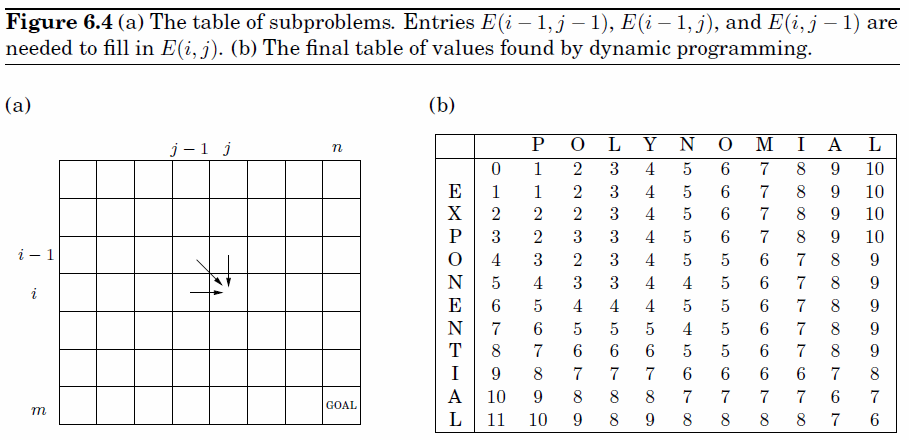 Figure 6.4 (a) The table of subproblems. Entries E(i − 1, j − 1), E(i − 1, j), and E(i, j − 1) are
needed to fill in E(i, j). (b) The final table of values found by dynamic programming.
(a)
j − 1 j n
i − 1
i
m GOAL
(b)
P O L Y N O M I A L
0 1 2 3 4 5 6 7 8 9 10
E 1 1 2 3 4 5 6 7 8 9 10
X 2 2 2 3 4 5 6 7 8 9 10
P 3 2 3 3 4 5 6 7 8 9 10
O 4 3 2 3 4 5 5 6 7 8 9
N 5 4 3 3 4 4 5 6 7 8 9
E 6 5 4 4 4 5 5 6 7 8 9
N 7 6 5 5 5 4 5 6 7 8 9
T 8 7 6 6 6 5 5 6 7 8 9
I 9 8 7 7 7 6 6 6 6 7 8
A 10 9 8 8 8 7 7 7 7 6 7
L 11 10 9 8 9 8 8 8 8 7 6